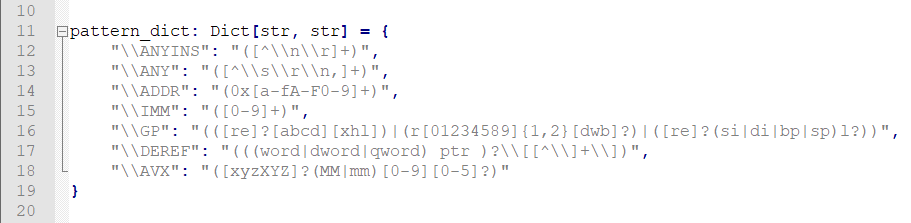 10
11 pattern_dict: Dict[str, str] = {
12     "\\ANYINS": "([^\\n\\r]+)",
13     "\\ANY": "([^\\s\\r\\n,]+)",
14     "\\ADDR": "(0x[a-fA-F0-9]+)",
15     "\\IMM": "([0-9]+)",
16     "\\GP": "(([re]?[abcd][xhl])|(r[01234589]{1,2}[dwb]?)|([re]?(si|di|bp|sp)l?))",
17     "\\DEREF": "(((word|dword|qword) ptr )?\\[[^\\]+\\])",
18     "\\AVX": "([xyzXYZ]?(MM|mm)[0-9][0-5]?)"
19 }
20